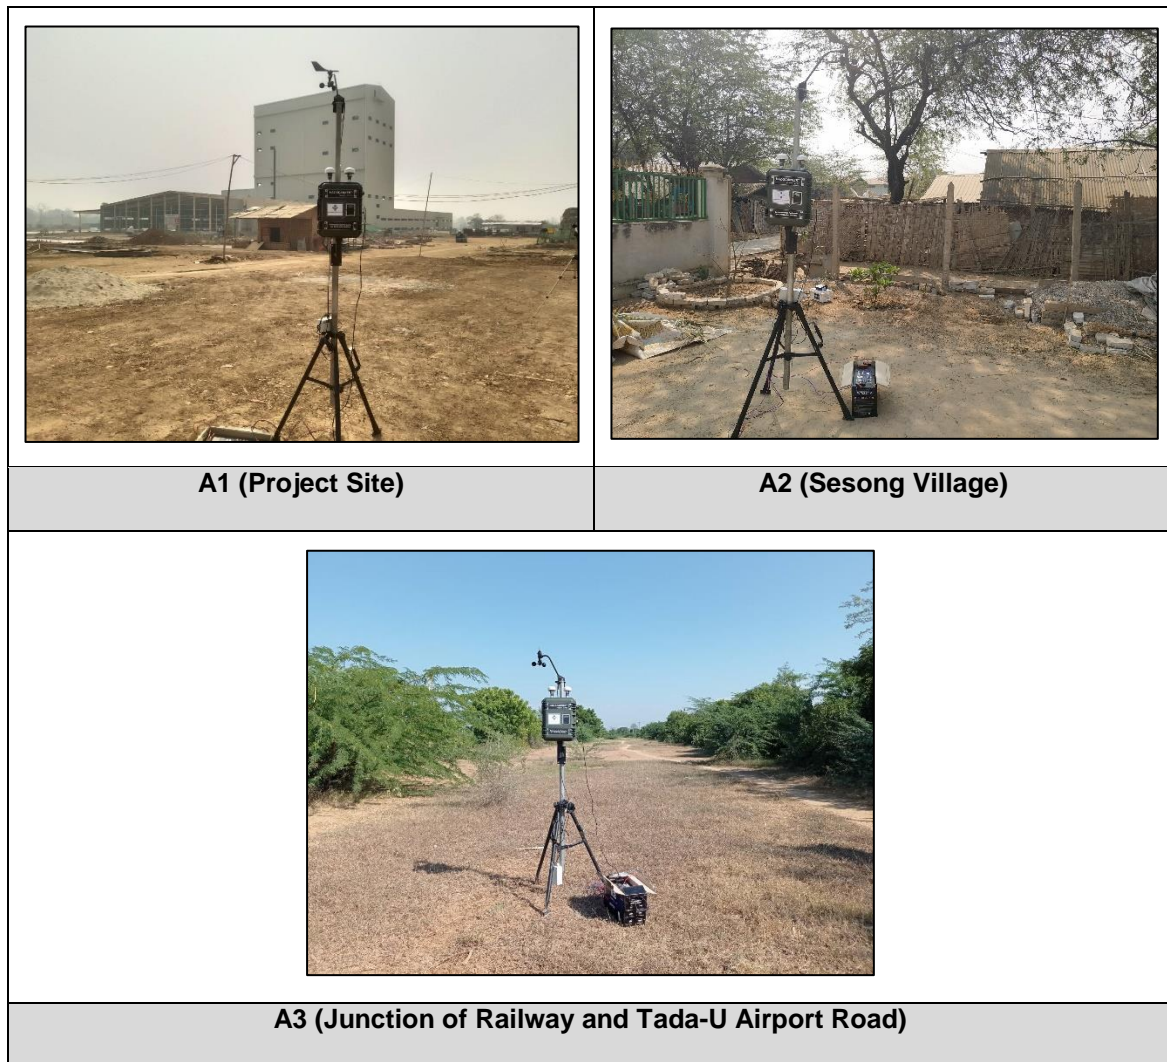 A1 (Project Site)
A2 (Sesong Village)
A3 (Junction of Railway and Tada-U Airport Road)